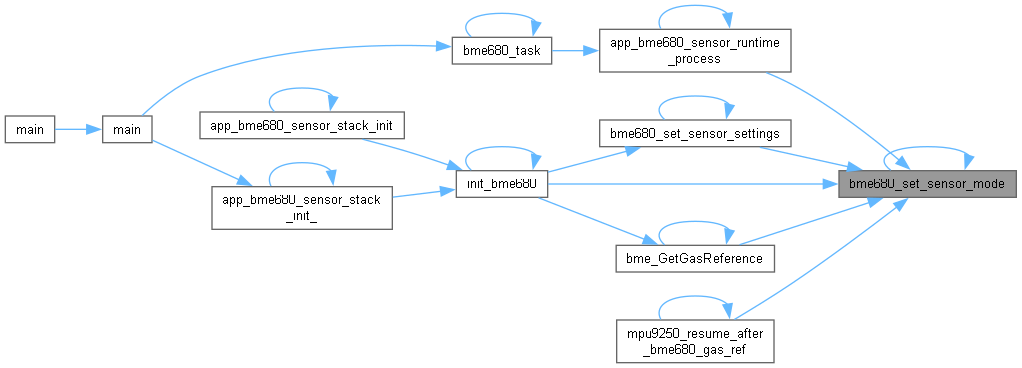 bme680_task
app_bme680_sensor_runtime
_process
main
main
app_bme680_sensor_stack_init
bme680_set_sensor_settings
init_bme680
bme680_set_sensor_mode
app_bme680_sensor_stack
_init_
bme_GetGasReference
mpu9250_resume_after
_bme680_gas_ref